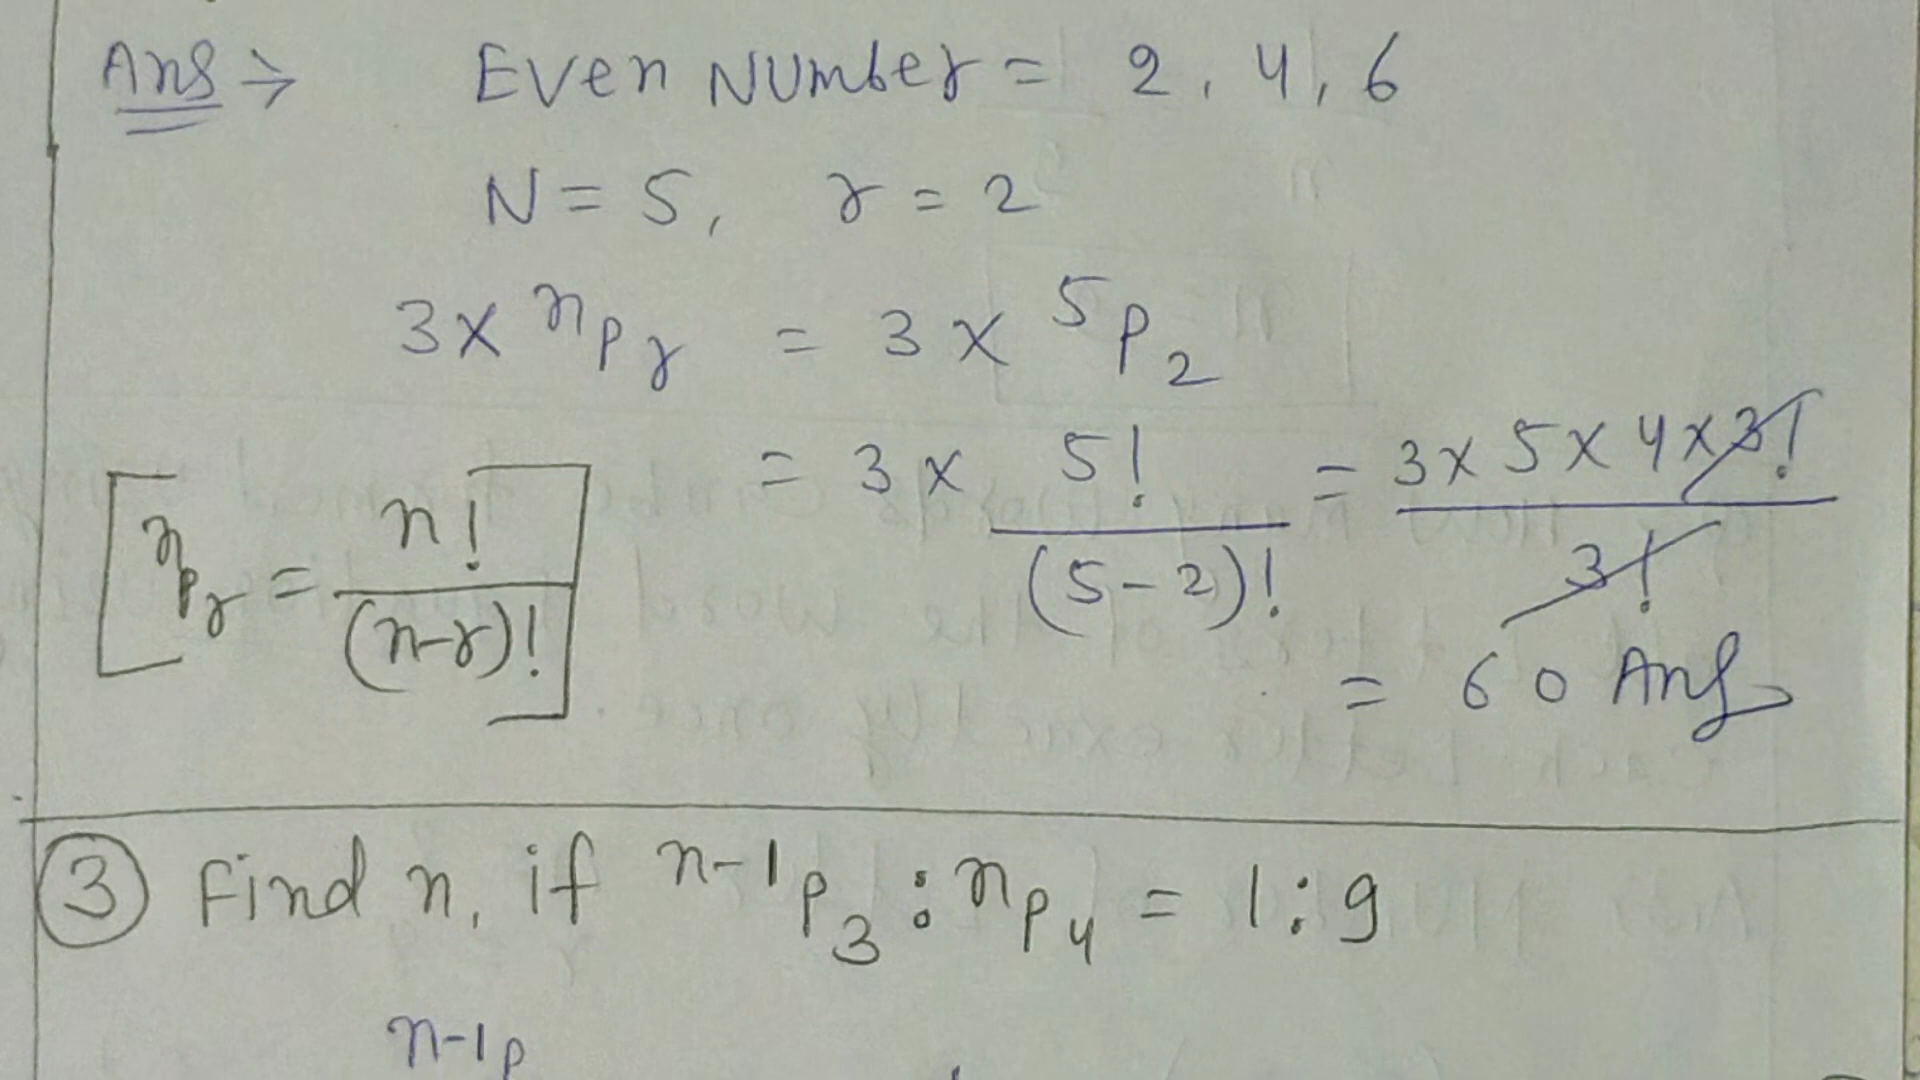 Ans → Even Number = 2, 4, 6
N = 5, r = 2
3 × ⁿPᵣ = 3 × ⁵P₂
= 3 × 5! / (5-2)! = 3 × 5 × 4 × 3! / 3!
[ⁿPᵣ = n! / (n-r)!]
= 60 Ans
③ Find n, if ⁿ⁻¹P₃ : ⁿP₄ = 1 : 9
ⁿ⁻¹P